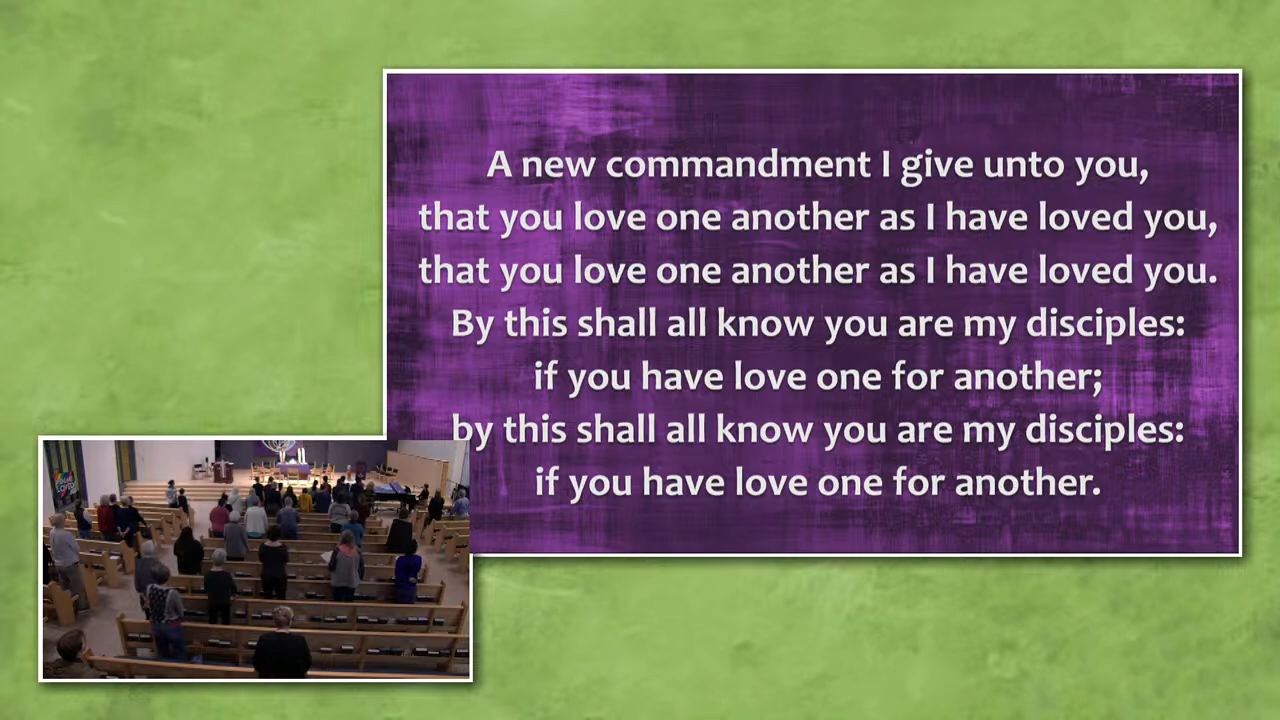 A new commandment I give unto you,
that you love one another as I have loved you,
that you love one another as I have loved you.
By this shall all know you are my disciples:
if you have love one for another;
by this shall all know you are my disciples:
if you have love one for another.